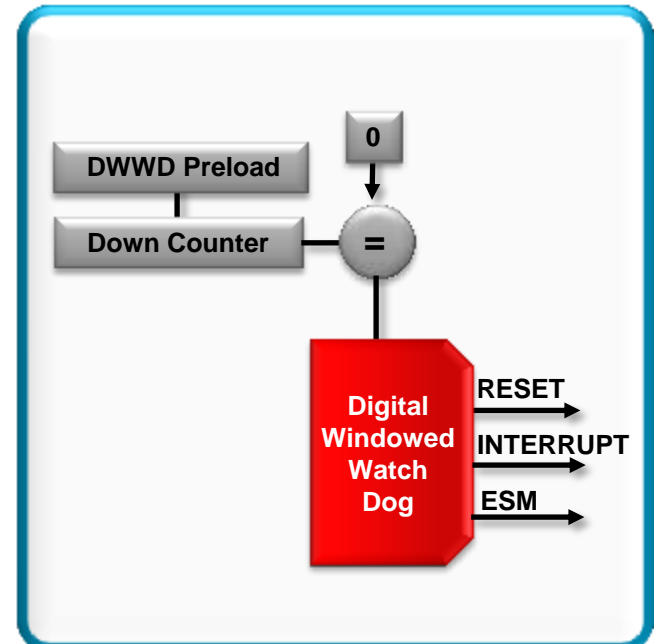 0
DWWD Preload
Down Counter
=
Digital
Windowed
Watch
Dog
RESET
INTERRUPT
ESM